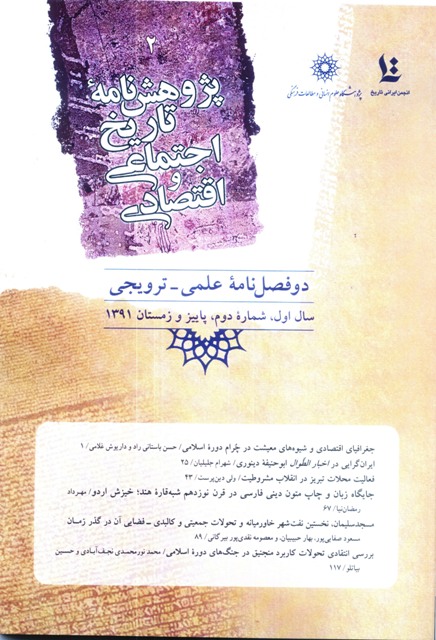 انجمن ایرانی تاریخ
پژوهشگاه علوم انسانی و مطالعات فرهنگی
۲
پژوهش‌نامهٔ
تاریخ
اجتماعی
و
اقتصادی
دو فصل‌نامهٔ علمی - ترویجی
سال اول، شمارهٔ دوم، پاییز و زمستان ۱۳۹۱
جغرافیای اقتصادی و شیوه‌های معیشت در جُرام دورهٔ اسلامی/ حسن باستانی راد و داریوش غلامی/ ۱
ایران‌گرایی در اخبار الطوال ابوحنیفهٔ دینوری/ شهرام جلیلیان/ ۲۵
فعالیت محلات تبریز در انقلاب مشروطیت/ ولی دین‌پرست/ ۴۳
جایگاه زبان و چاپ متون دینی فارسی در قرن نوزدهم شبه‌قارهٔ هند؛ خیزش اردو/ مهرداد
رمضان‌نیا/ ۶۷
مسجدسلیمان، نخستین نفت‌شهر خاورمیانه و تحولات جمعیتی و کالبدی - فضایی آن در گذر زمان
مسعود صفایی‌پور، بهار حبیبیان، و معصومه نقدی‌پور بیرگانی/ ۸۹
بررسی انتقادی تحولات کاربرد منجنیق در جنگ‌های دورهٔ اسلامی/ محمد نورمحمدی نجف‌آبادی و حسین
بیاتلو/ ۱۱۷